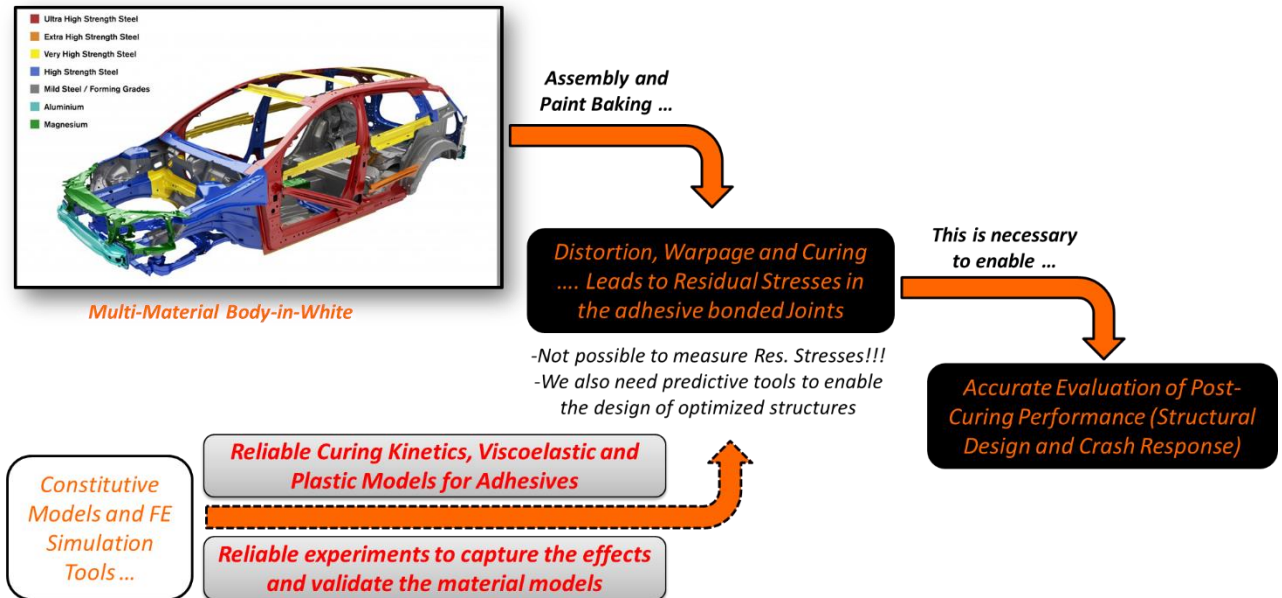 Ultra High Strength Steel
Extra High Strength Steel
Very High Strength Steel
High Strength Steel
Mild Steel / Forming Grades
Aluminium
Magnesium
Multi-Material Body-in-White
Assembly and
Paint Baking ...
Distortion, Warpage and Curing
.... Leads to Residual Stresses in
the adhesive bonded Joints
-Not possible to measure Res. Stresses!!!
-We also need predictive tools to enable
the design of optimized structures
This is necessary
to enable ...
Accurate Evaluation of Post-
Curing Performance (Structural
Design and Crash Response)
Constitutive
Models and FE
Simulation
Tools ...
Reliable Curing Kinetics, Viscoelastic and
Plastic Models for Adhesives
Reliable experiments to capture the effects
and validate the material models